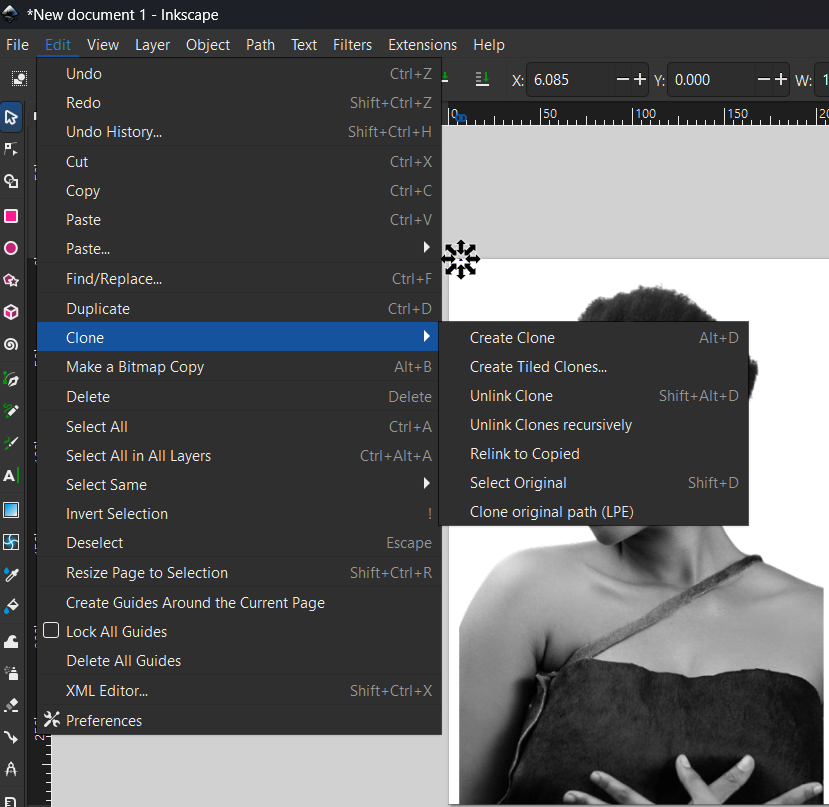 *New document 1 - Inkscape
File Edit View Layer Object Path Text Filters Extensions Help
X: 6.085 Y: 0.000 W: 1
Undo Ctrl+Z
Redo Shift+Ctrl+Z
Undo History... Shift+Ctrl+H
Cut Ctrl+X
Copy Ctrl+C
Paste Ctrl+V
Paste...
Find/Replace... Ctrl+F
Duplicate Ctrl+D
Clone
Make a Bitmap Copy Alt+B
Delete Delete
Select All Ctrl+A
Select All in All Layers Ctrl+Alt+A
Select Same
Invert Selection !
Deselect Escape
Resize Page to Selection Shift+Ctrl+R
Create Guides Around the Current Page
Lock All Guides
Delete All Guides
XML Editor... Shift+Ctrl+X
Preferences
0 50 100 150 20
Create Clone Alt+D
Create Tiled Clones...
Unlink Clone Shift+Alt+D
Unlink Clones recursively
Relink to Copied
Select Original Shift+D
Clone original path (LPE)